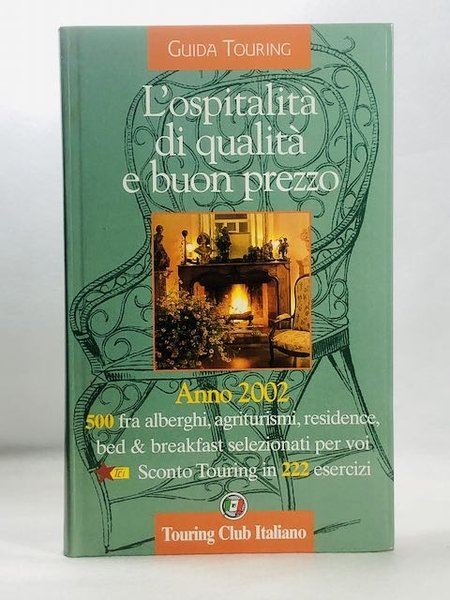 GUIDA TOURING
L'ospitalità
di qualità
e buon prezzo
Anno 2002
500 fra alberghi, agriturismi, residence,
bed & breakfast selezionati per voi
TCI Sconto Touring in 222 esercizi
Touring Club Italiano